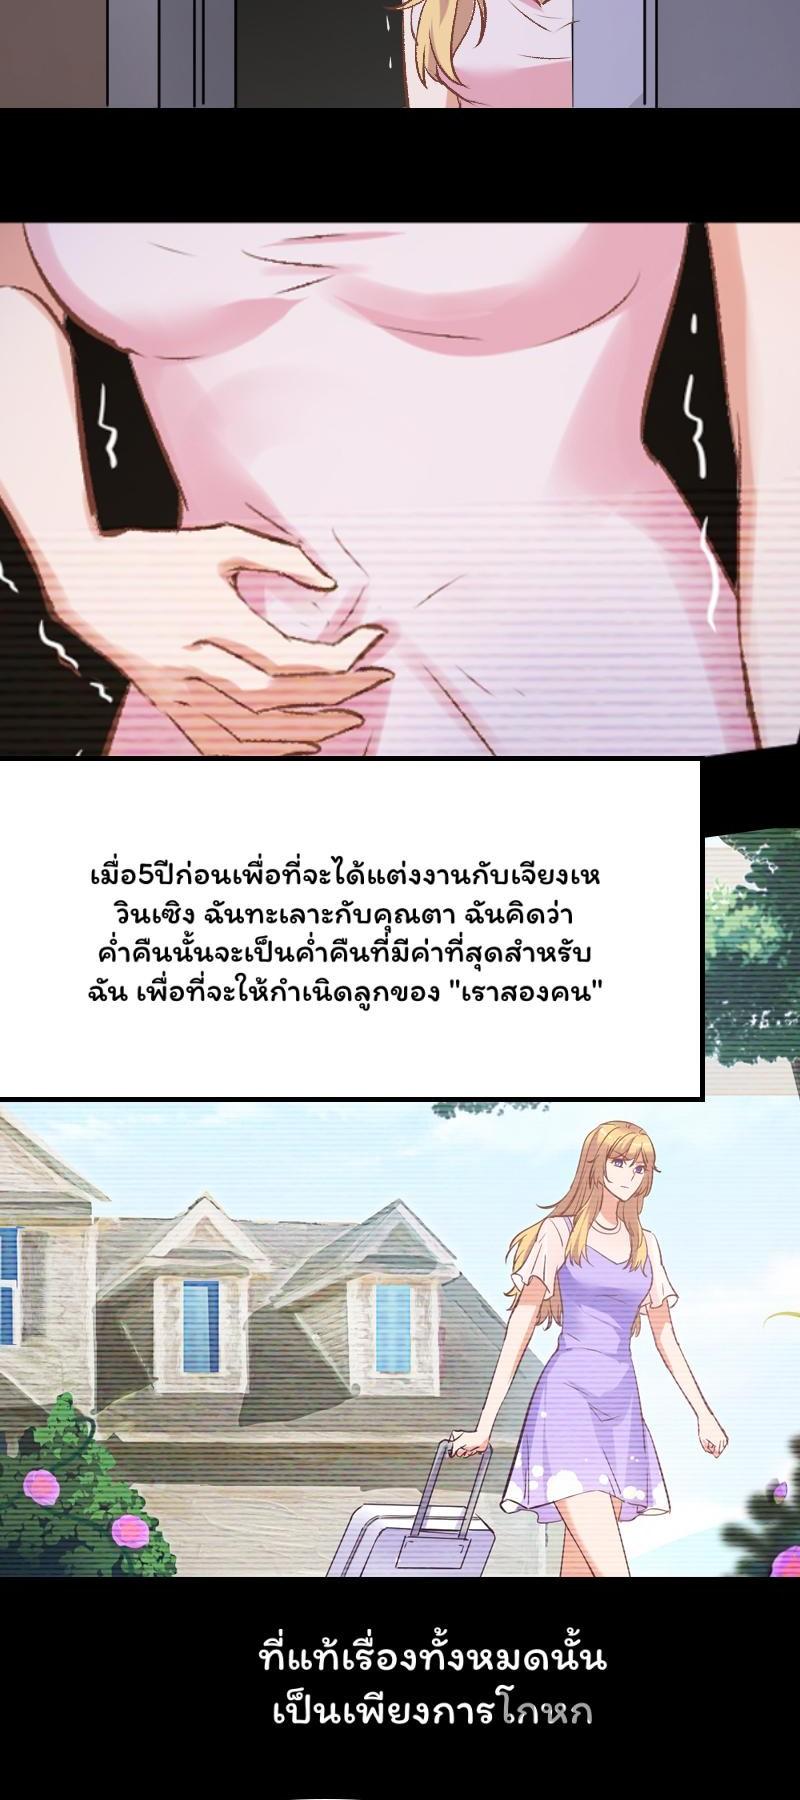 เมื่อ5ปีก่อนเพื่อที่จะได้แต่งงานกับเจียงเห
วินเซิง ฉันทะเลาะกับคุณตา ฉันคิดว่า
ค่ำคืนนั้นจะเป็นค่ำคืนที่มีค่าที่สุดสำหรับ
ฉัน เพื่อที่จะให้กำเนิดลูกของ "เราสองคน"
ที่แท้เรื่องทั้งหมดนั้น
เป็นเพียงการโกหก